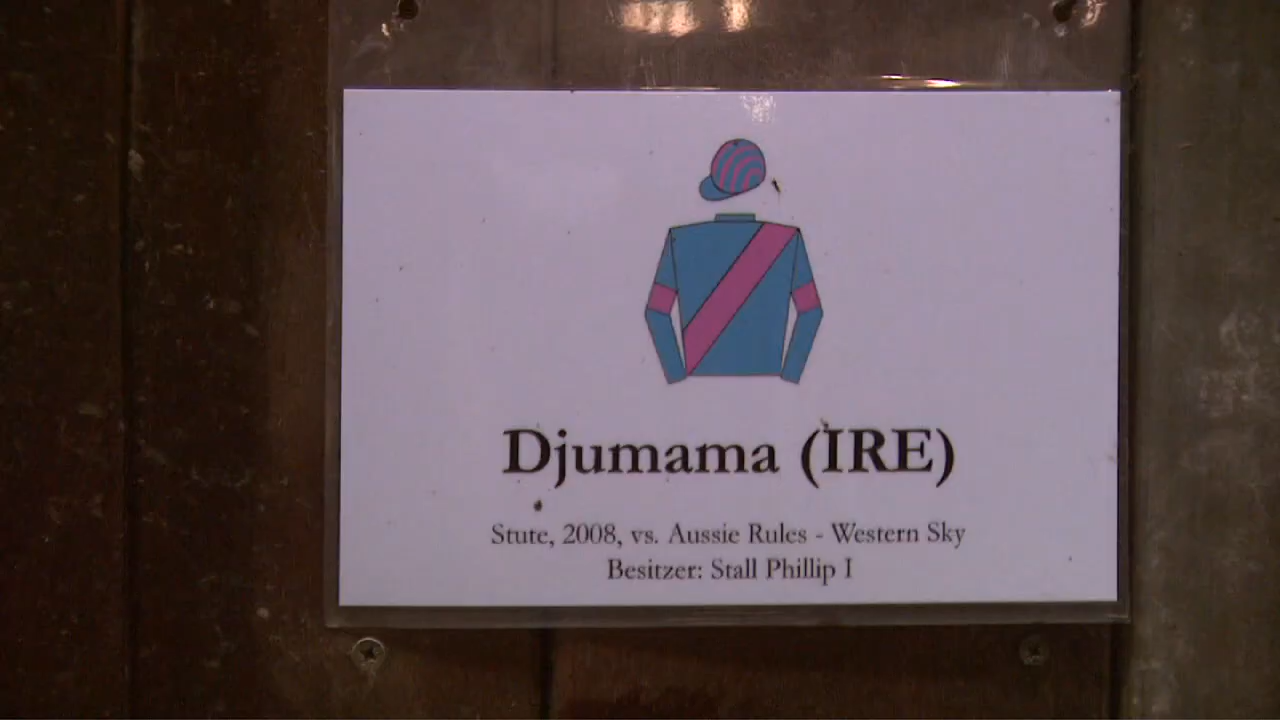 Djumama (IRE)
Stute, 2008, vs. Aussie Rules - Western Sky
Besitzer: Stall Phillip I